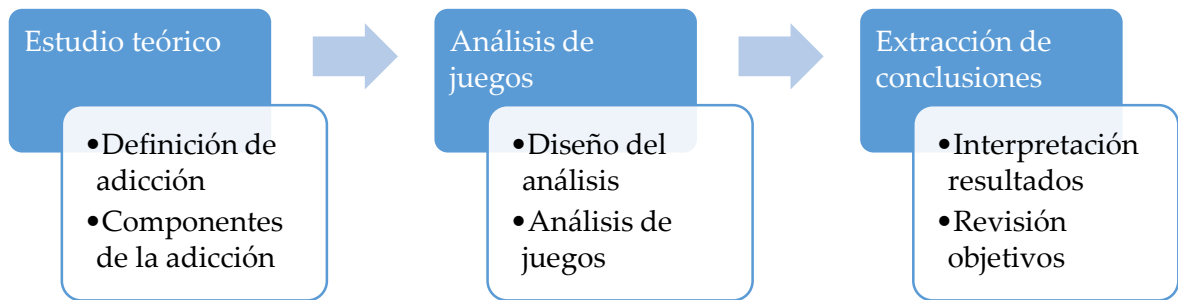 Estudio teórico
•Definición de
adicción
•Componentes
de la adicción
Análisis de
juegos
•Diseño del
análisis
•Análisis de
juegos
Extracción de
conclusiones
•Interpretación
resultados
•Revisión
objetivos